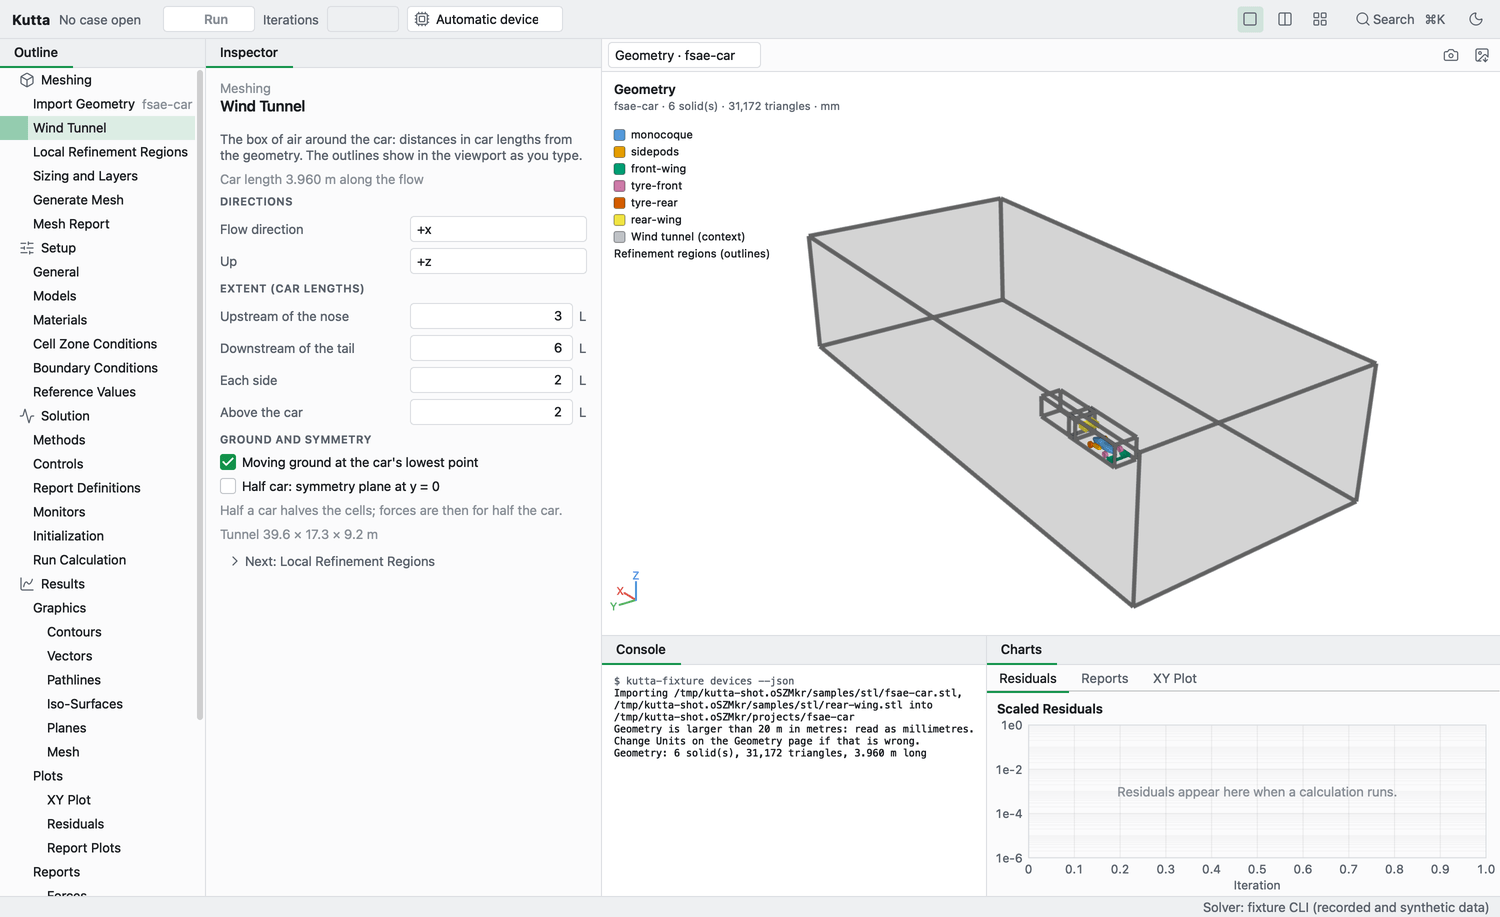 Kutta No case open Run Iterations Automatic device Search ⌘K
Outline
Meshing
Import Geometry fsae-car
Wind Tunnel
Local Refinement Regions
Sizing and Layers
Generate Mesh
Mesh Report
Setup
General
Models
Materials
Cell Zone Conditions
Boundary Conditions
Reference Values
Solution
Methods
Controls
Report Definitions
Monitors
Initialization
Run Calculation
Results
Graphics
Contours
Vectors
Pathlines
Iso-Surfaces
Planes
Mesh
Plots
XY Plot
Residuals
Report Plots
Reports
Forces
Inspector
Meshing
Wind Tunnel
The box of air around the car: distances in car lengths from
the geometry. The outlines show in the viewport as you type.
Car length 3.960 m along the flow
DIRECTIONS
Flow direction +x
Up +z
EXTENT (CAR LENGTHS)
Upstream of the nose 3 L
Downstream of the tail 6 L
Each side 2 L
Above the car 2 L
GROUND AND SYMMETRY
Moving ground at the car's lowest point
Half car: symmetry plane at y = 0
Half a car halves the cells; forces are then for half the car.
Tunnel 39.6 × 17.3 × 9.2 m
Next: Local Refinement Regions
Geometry · fsae-car
Geometry
fsae-car · 6 solid(s) · 31,172 triangles · mm
monocoque
sidepods
front-wing
tyre-front
tyre-rear
rear-wing
Wind tunnel (context)
Refinement regions (outlines)
Z
X
Y
Console
$ kutta-fixture devices --json
Importing /tmp/kutta-shot.oSZMkr/samples/stl/fsae-car.stl,
/tmp/kutta-shot.oSZMkr/samples/stl/rear-wing.stl into
/tmp/kutta-shot.oSZMkr/projects/fsae-car
Geometry is larger than 20 m in metres: read as millimetres.
Change Units on the Geometry page if that is wrong.
Geometry: 6 solid(s), 31,172 triangles, 3.960 m long
Charts
Residuals Reports XY Plot
Scaled Residuals
1e0
1e-2
Residuals appear here when a calculation runs.
1e-4
1e-6
0 0.1 0.2 0.3 0.4 0.5 0.6 0.7 0.8 0.9 1.0
Iteration
Solver: fixture CLI (recorded and synthetic data)